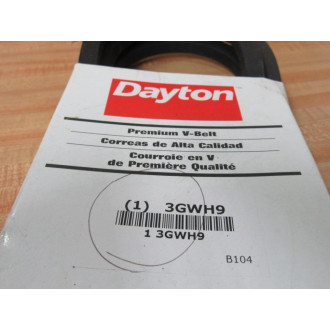 Dayton
Premium V-Belt
Correas de Alta Calidad
Courroie en V
de Première Qualité
(1) 3GWH9
1 3GWH9
B104